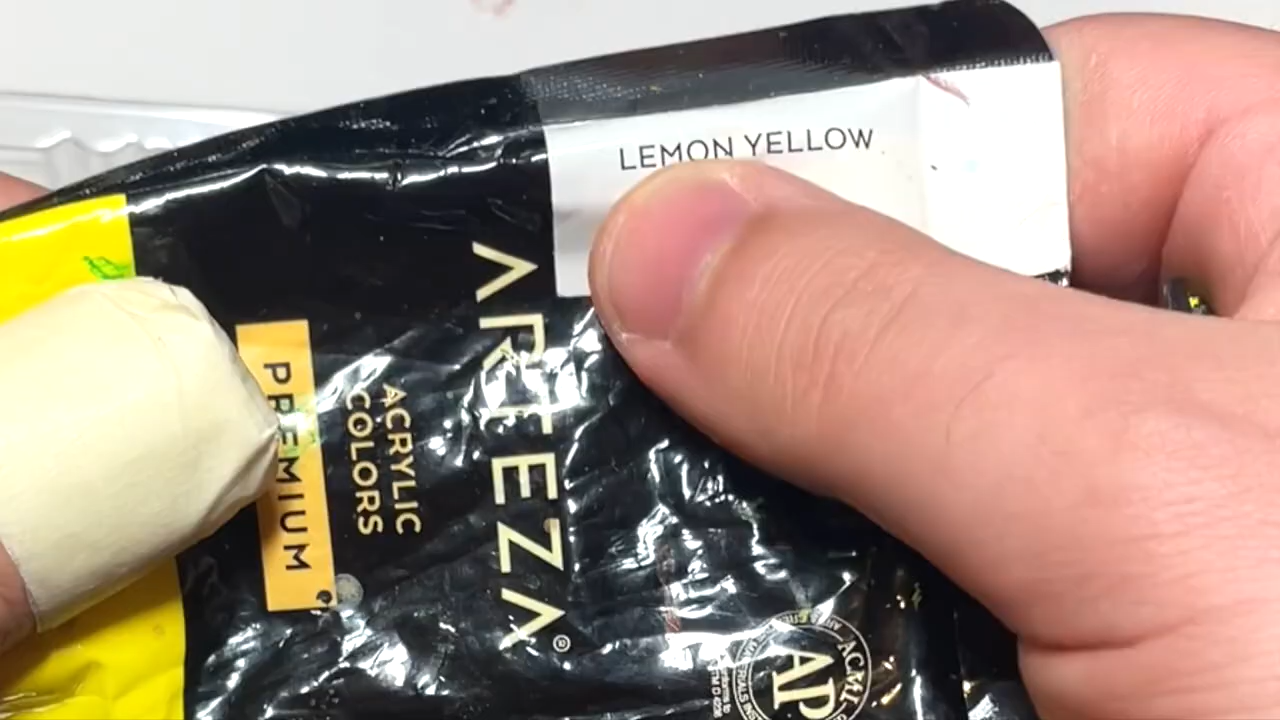 LEMON YELLOW
ARTEZA®
ACRYLIC
COLORS
PREMIUM
ACMI
AP